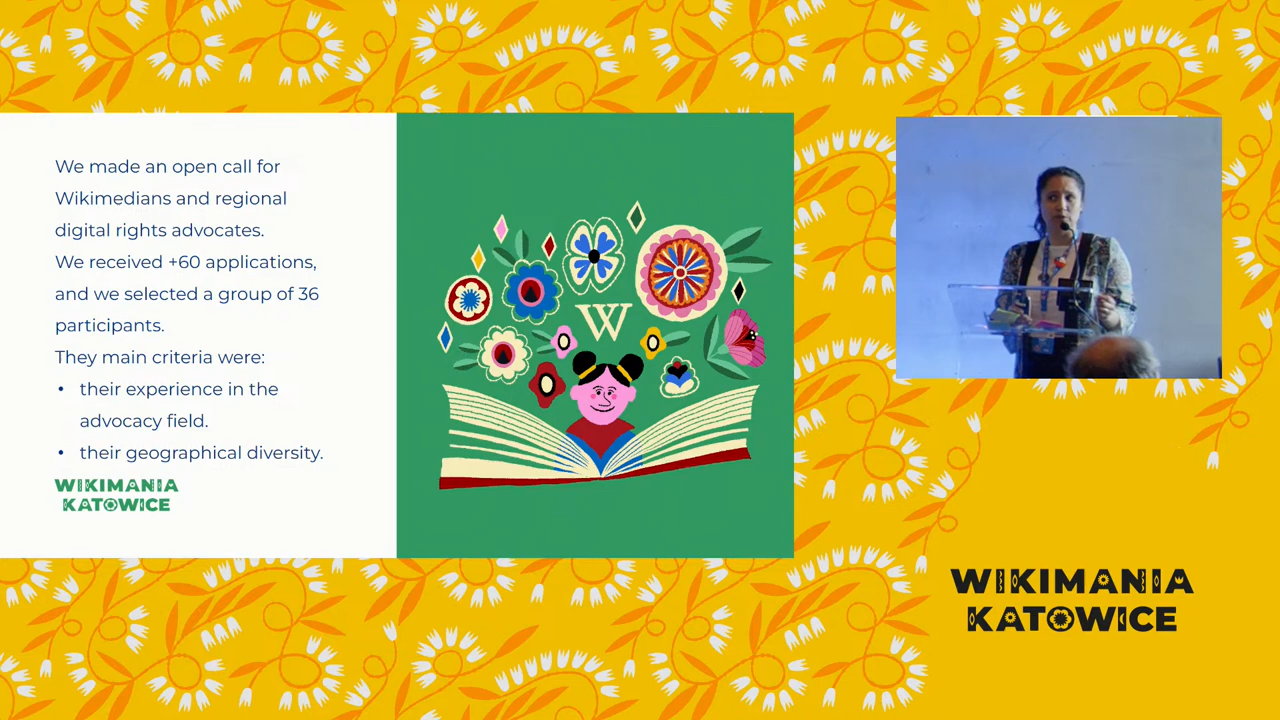 We made an open call for
Wikimedians and regional
digital rights advocates.
We received +60 applications,
and we selected a group of 36
participants.
They main criteria were:
• their experience in the
advocacy field.
• their geographical diversity.
WIKIMANIA
KATOWICE
W
WIKIMANIA
KATOWICE